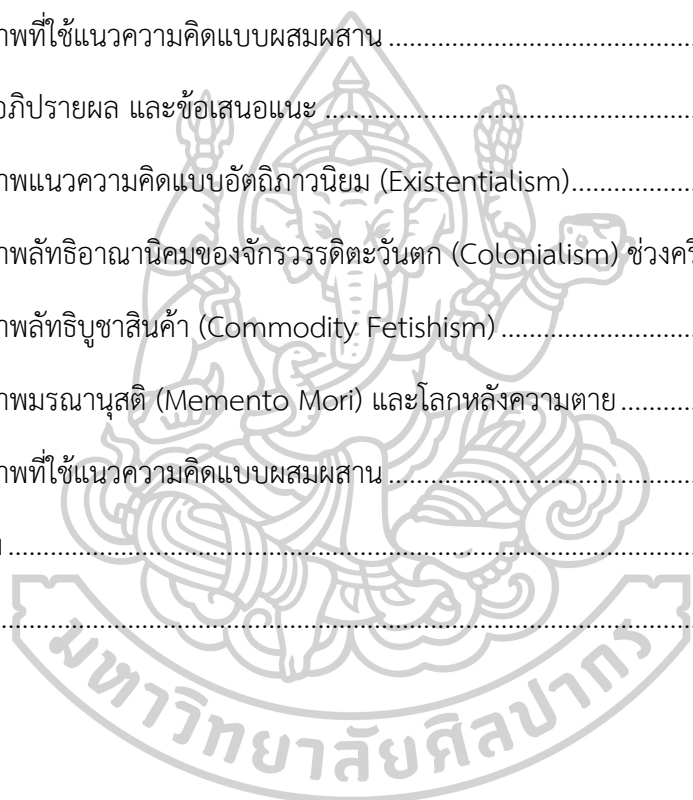 าพที่ใช้แนวความคิดแบบผสมผสาน
อภิปรายผล และข้อเสนอแนะ
าพแนวความคิดแบบอัตถิภาวนิยม (Existentialism)
าพลัทธิอาณานิคมของจักรวรรดิตะวันตก (Colonialism) ช่วงคริ
าพลัทธิบูชาสินค้า (Commodity Fetishism)
าพมรณานุสติ (Memento Mori) และโลกหลังความตาย
าพที่ใช้แนวความคิดแบบผสมผสาน
มหาวิทยาลัยศิลปากร